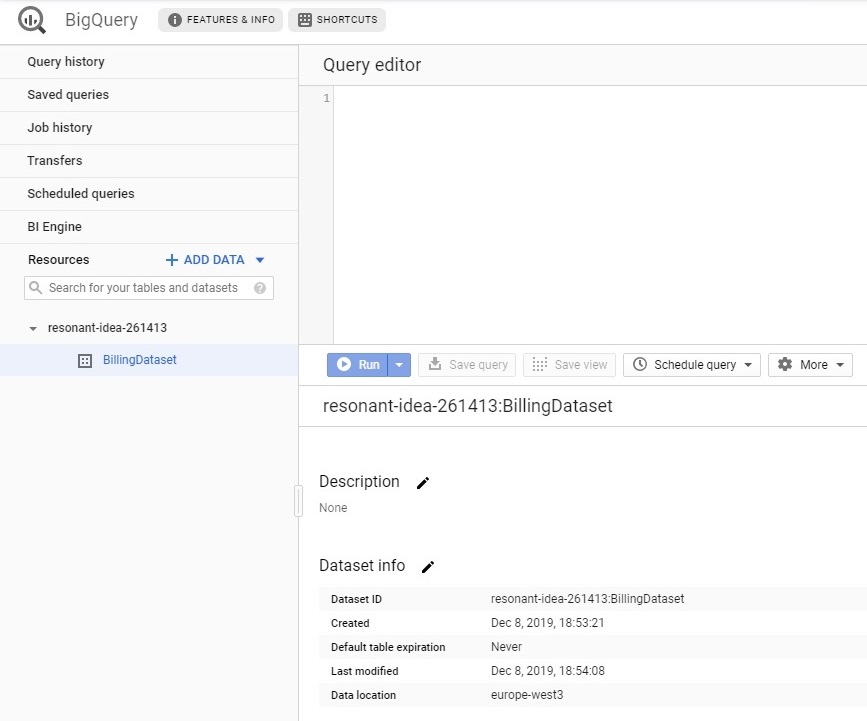 BigQuery FEATURES & INFO SHORTCUTS
Query history
Saved queries
Job history
Transfers
Scheduled queries
BI Engine
Resources ADD DATA
Search for your tables and datasets ?
resonant-idea-261413
BillingDataset
Query editor
1
Run Save query Save view Schedule query More
resonant-idea-261413:BillingDataset
Description
None
Dataset info
Dataset ID resonant-idea-261413:BillingDataset
Created Dec 8, 2019, 18:53:21
Default table expiration Never
Last modified Dec 8, 2019, 18:54:08
Data location europe-west3